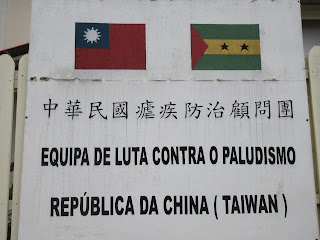 中華民國瘧疾防治顧問團
EQUIPA DE LUTA CONTRA O PALUDISMO
REPÚBLICA DA CHINA ( TAIWAN )